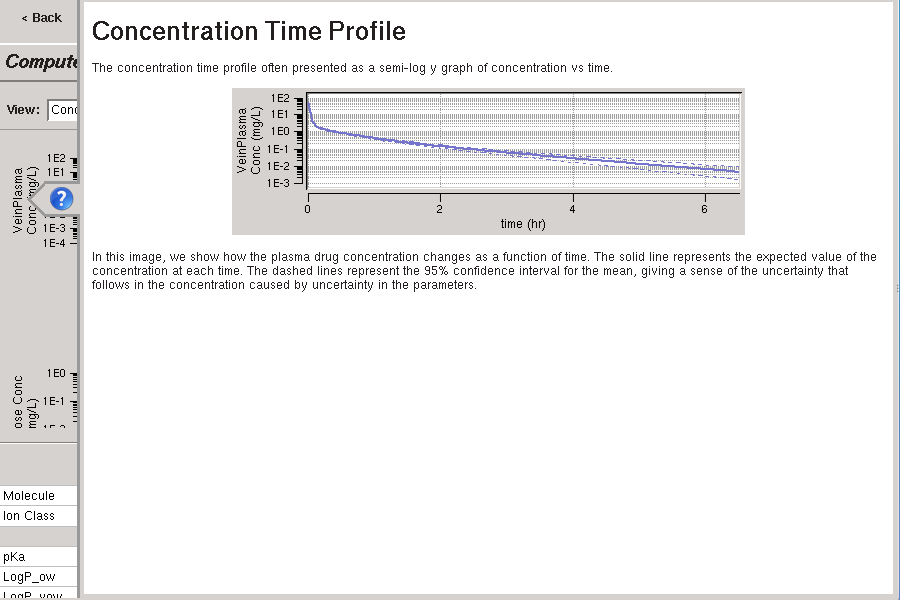 < Back
Compute
View:
Conc
1E2
1E1
VeinPlasma
Conc (mg/L)
?
1E-3
1E-4
1E0
1E-1
ose Conc
mg/L)
Molecule
Ion Class
pKa
LogP_ow
LogP_vow
Concentration Time Profile
The concentration time profile often presented as a semi-log y graph of concentration vs time.
VeinPlasma
Conc (mg/L)
1E2
1E1
1E0
1E-1
1E-2
1E-3
0 2 4 6
time (hr)
In this image, we show how the plasma drug concentration changes as a function of time. The solid line represents the expected value of the
concentration at each time. The dashed lines represent the 95% confidence interval for the mean, giving a sense of the uncertainty that
follows in the concentration caused by uncertainty in the parameters.